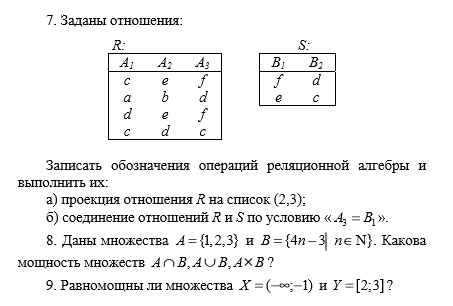 7. Заданы отношения:
R: S:
A₁ A₂ A₃ B₁ B₂
c e f f d
a b d e c
d e f
c d c
Записать обозначения операций реляционной алгебры и
выполнить их:
а) проекция отношения R на список (2,3);
б) соединение отношений R и S по условию « A₃ = B₁ ».
8. Даны множества A={1,2,3} и B={4n−3| n∈N}. Какова
мощность множеств A∩B, A∪B, A×B ?
9. Равномощны ли множества X=(−∞;−1) и Y=[2;3] ?